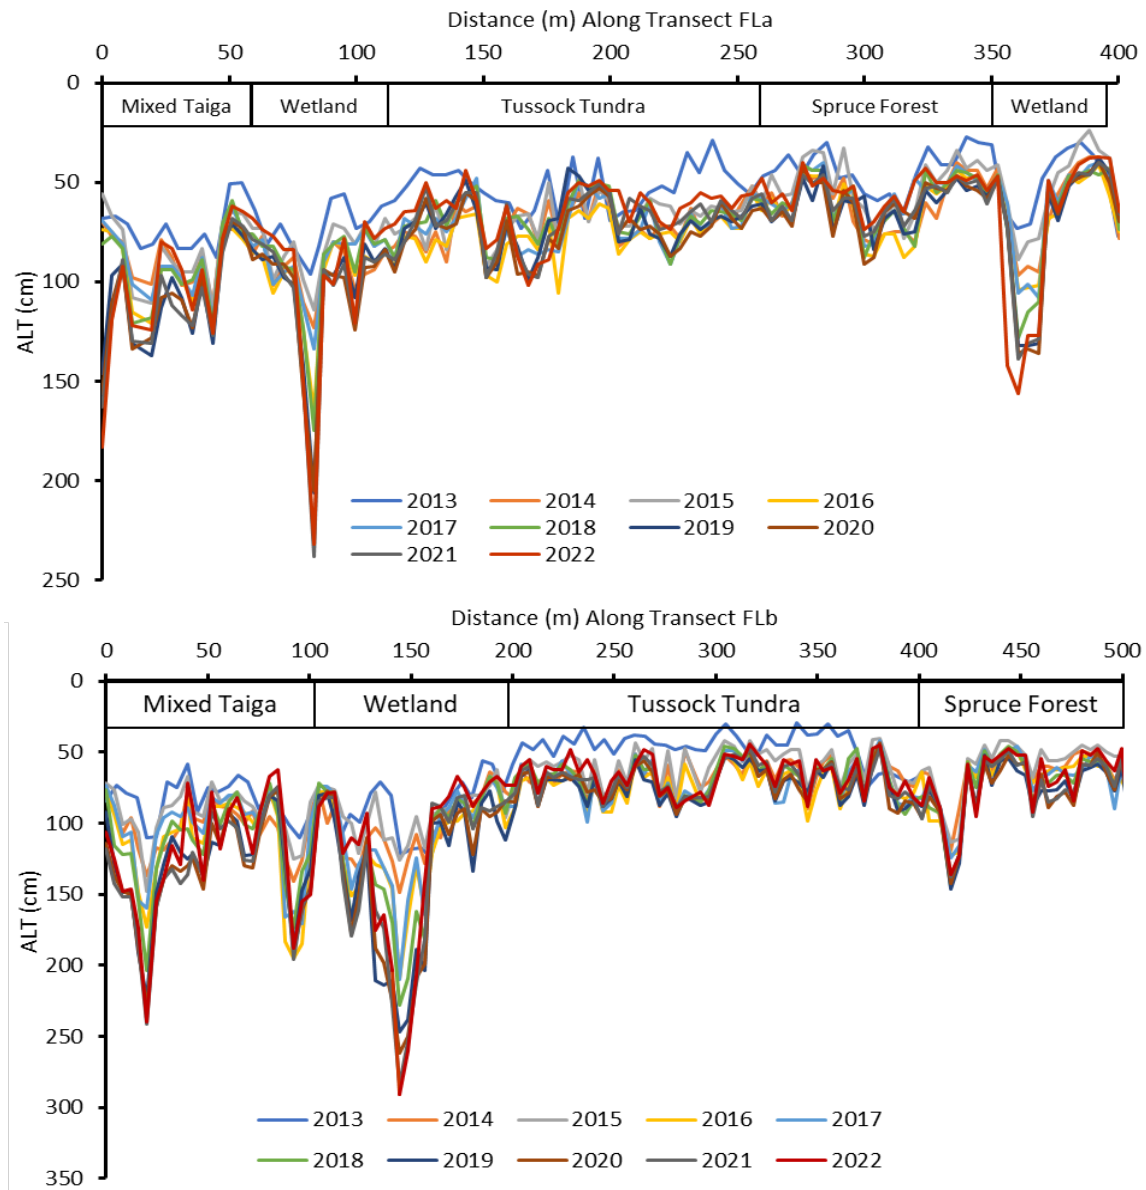 Distance (m) Along Transect FLa
0 50 100 150 200 250 300 350 400
0
Mixed Taiga Wetland Tussock Tundra Spruce Forest Wetland
50
100
ALT (cm)
150
200
2013 2014 2015 2016
2017 2018 2019 2020
2021 2022
250
Distance (m) Along Transect FLb
0 50 100 150 200 250 300 350 400 450 500
0
Mixed Taiga Wetland Tussock Tundra Spruce Forest
50
100
150
ALT (cm)
200
250
300
2013 2014 2015 2016 2017
2018 2019 2020 2021 2022
350